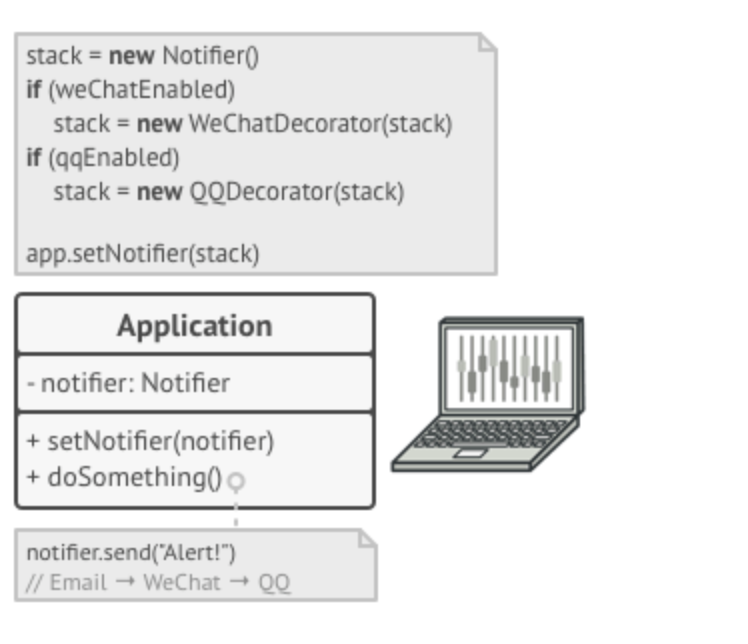 stack = new Notifier()
if (weChatEnabled)
stack = new WeChatDecorator(stack)
if (qqEnabled)
stack = new QQDecorator(stack)
app.setNotifier(stack)
Application
- notifier: Notifier
+ setNotifier(notifier)
+ doSomething()
notifier.send("Alert!")
// Email → WeChat → QQ